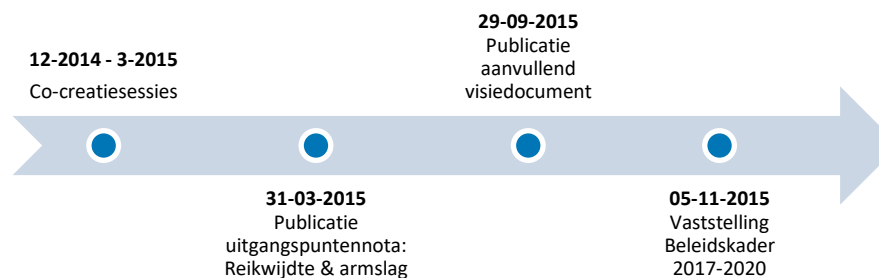 12-2014 - 3-2015
Co-creatiesessies
31-03-2015
Publicatie
uitgangspuntennota:
Reikwijdte & armslag
29-09-2015
Publicatie
aanvullend
visiedocument
05-11-2015
Vaststelling
Beleidskader
2017-2020